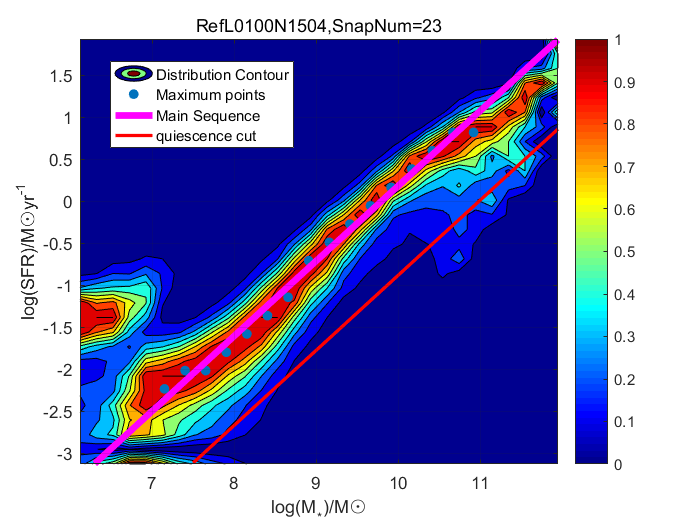 RefL0100N1504,SnapNum=23
Distribution Contour
Maximum points
Main Sequence
quiescence cut
log(SFR)/M☉yr⁻¹
1.5
1
0.5
0
-0.5
-1
-1.5
-2
-2.5
-3
7 8 9 10 11
log(M⋆)/M☉
1
0.9
0.8
0.7
0.6
0.5
0.4
0.3
0.2
0.1
0